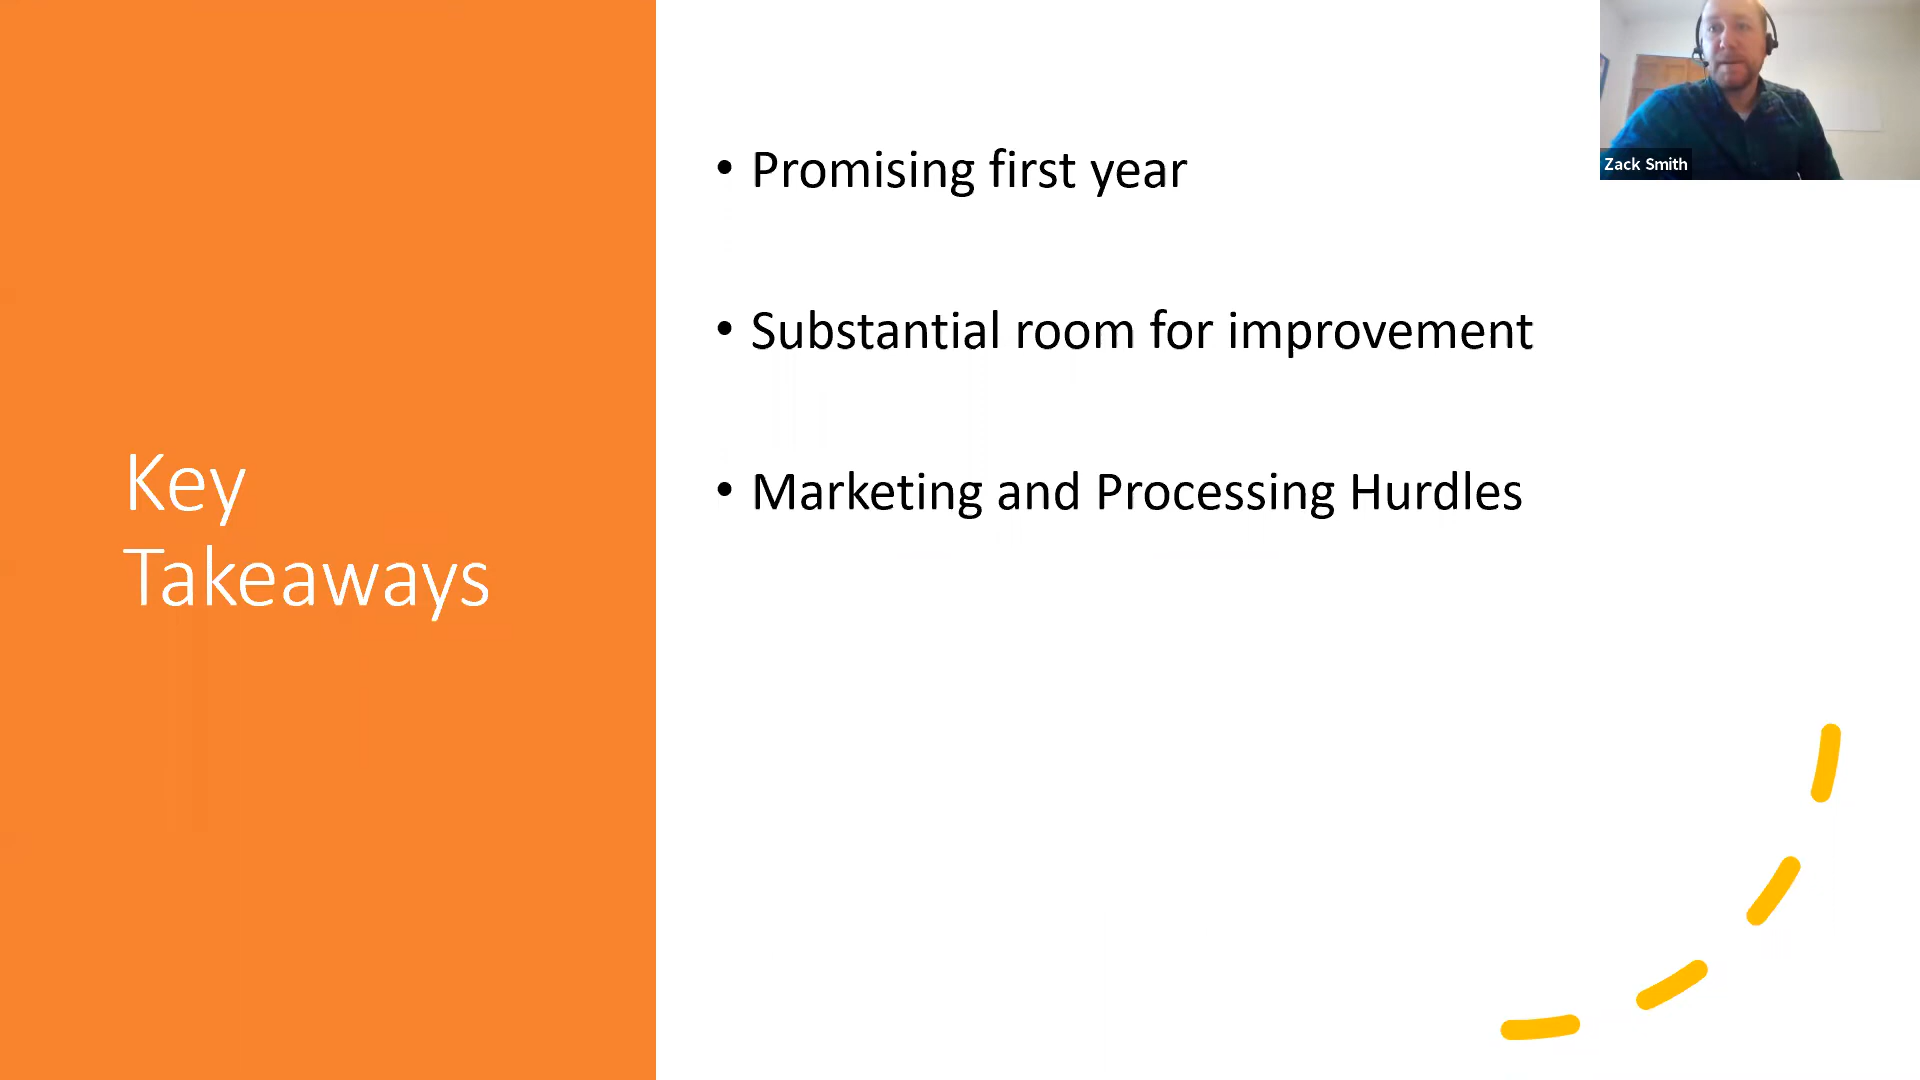 Key
Takeaways
• Promising first year
• Substantial room for improvement
• Marketing and Processing Hurdles
Zack Smith